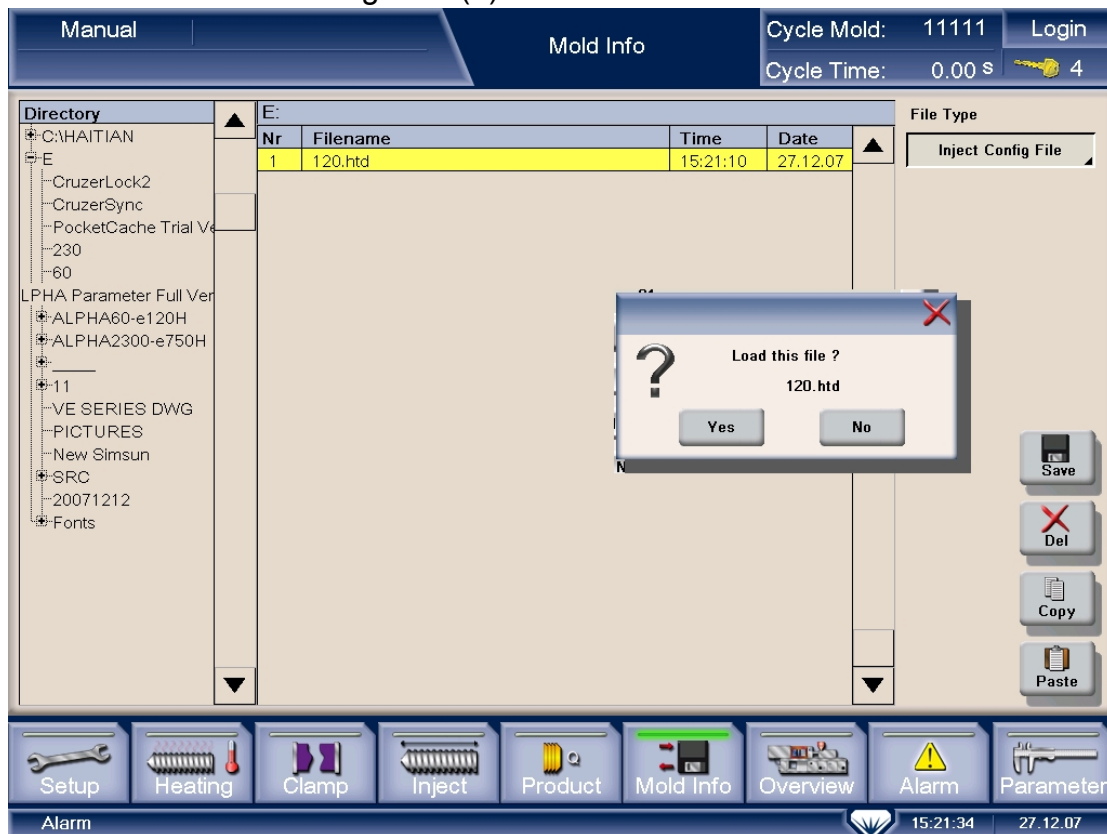 Manual
Mold Info
Cycle Mold: 11111
Login
Cycle Time: 0.00 S
4
Directory
C:\HAITIAN
E
CruzerLock2
CruzerSync
PocketCache Trial Ve
230
60
LPHA Parameter Full Ver
ALPHA60-e120H
ALPHA2300-e750H
_____
11
VE SERIES DWG
PICTURES
New Simsun
SRC
20071212
Fonts
E:
Nr Filename Time Date
1 120.htd 15:21:10 27.12.07
File Type
Inject Config File
Load this file ?
120.htd
Yes No
Save
Del
Copy
Paste
Setup Heating Clamp Inject Product Mold Info Overview Alarm Parameter
Alarm
15:21:34 27.12.07